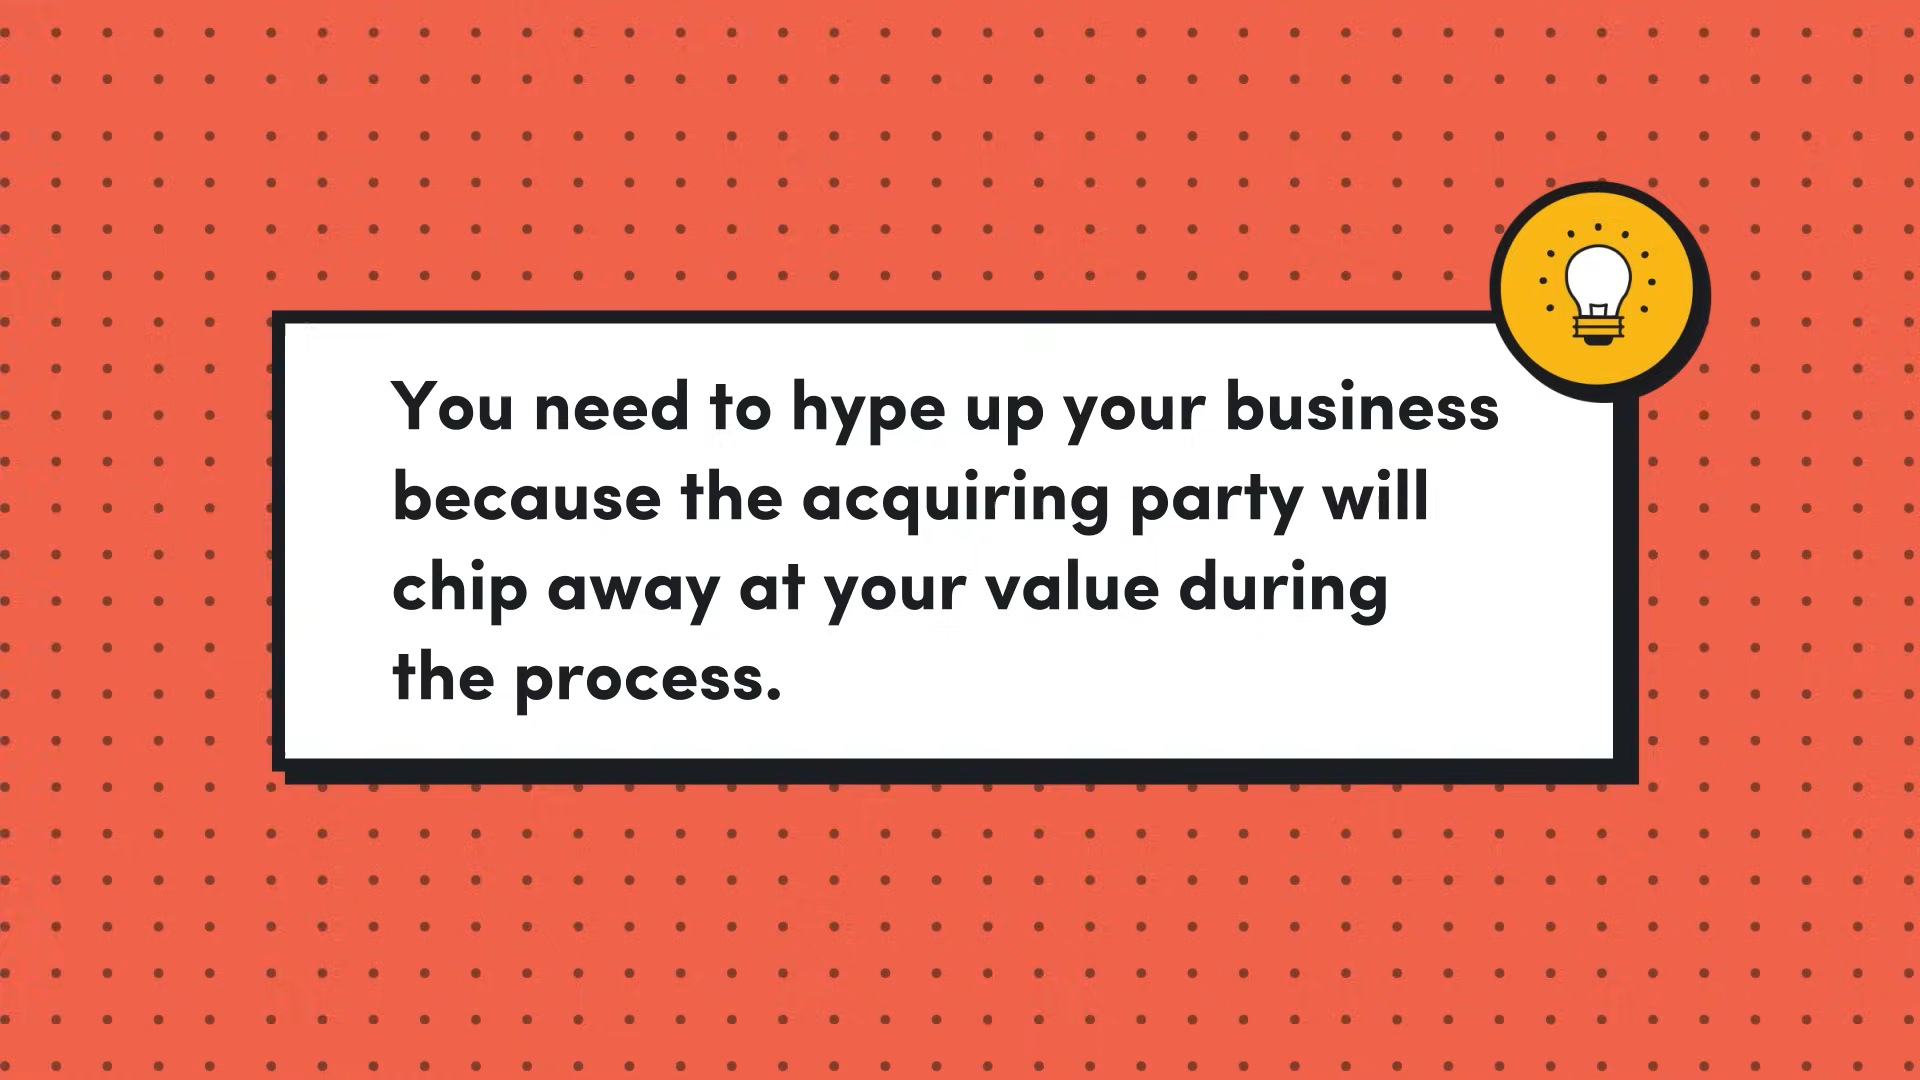 You need to hype up your business
because the acquiring party will
chip away at your value during
the process.